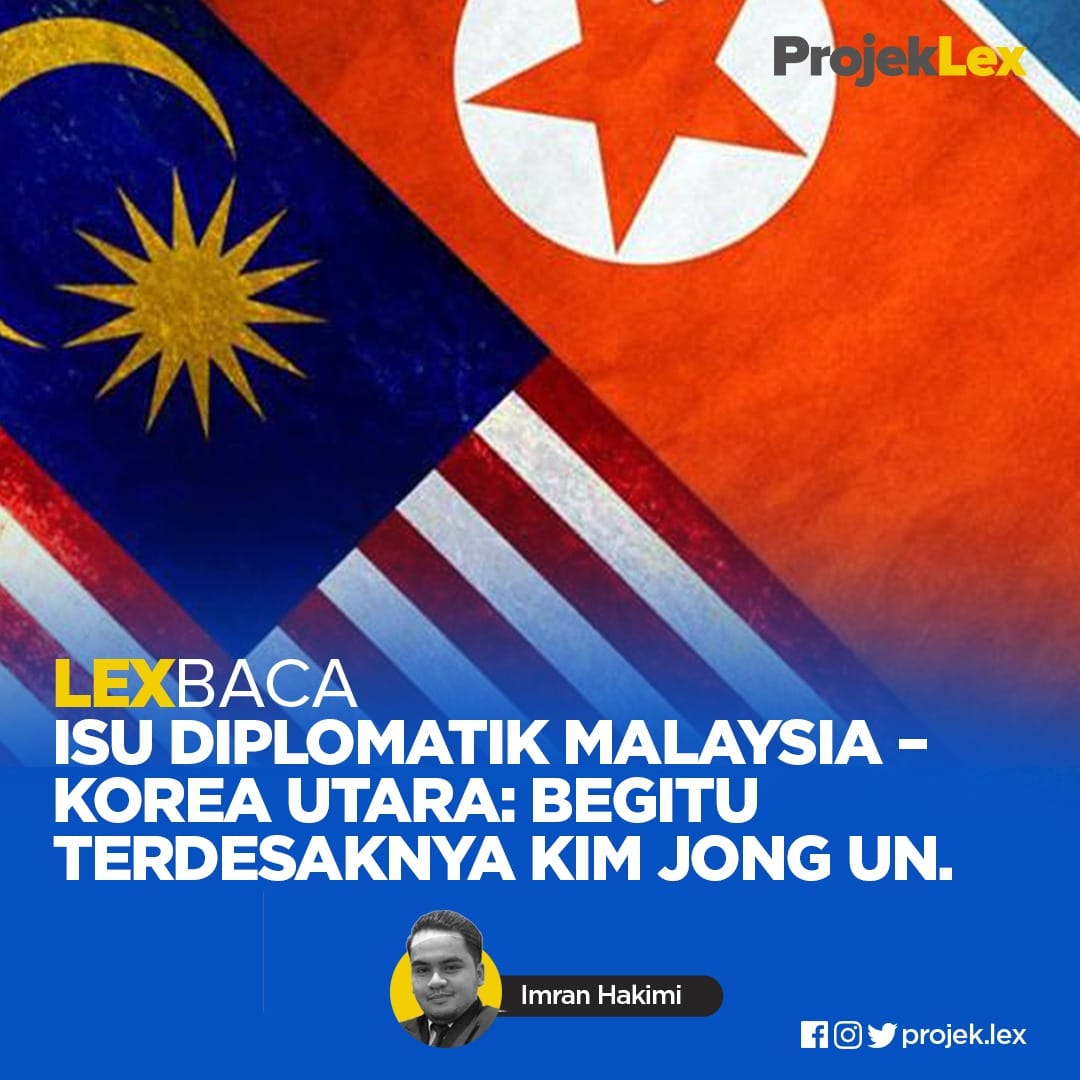 ProjekLex
LEXBACA
ISU DIPLOMATIK MALAYSIA –
KOREA UTARA: BEGITU
TERDESAKNYA KIM JONG UN.
Imran Hakimi
projek.lex